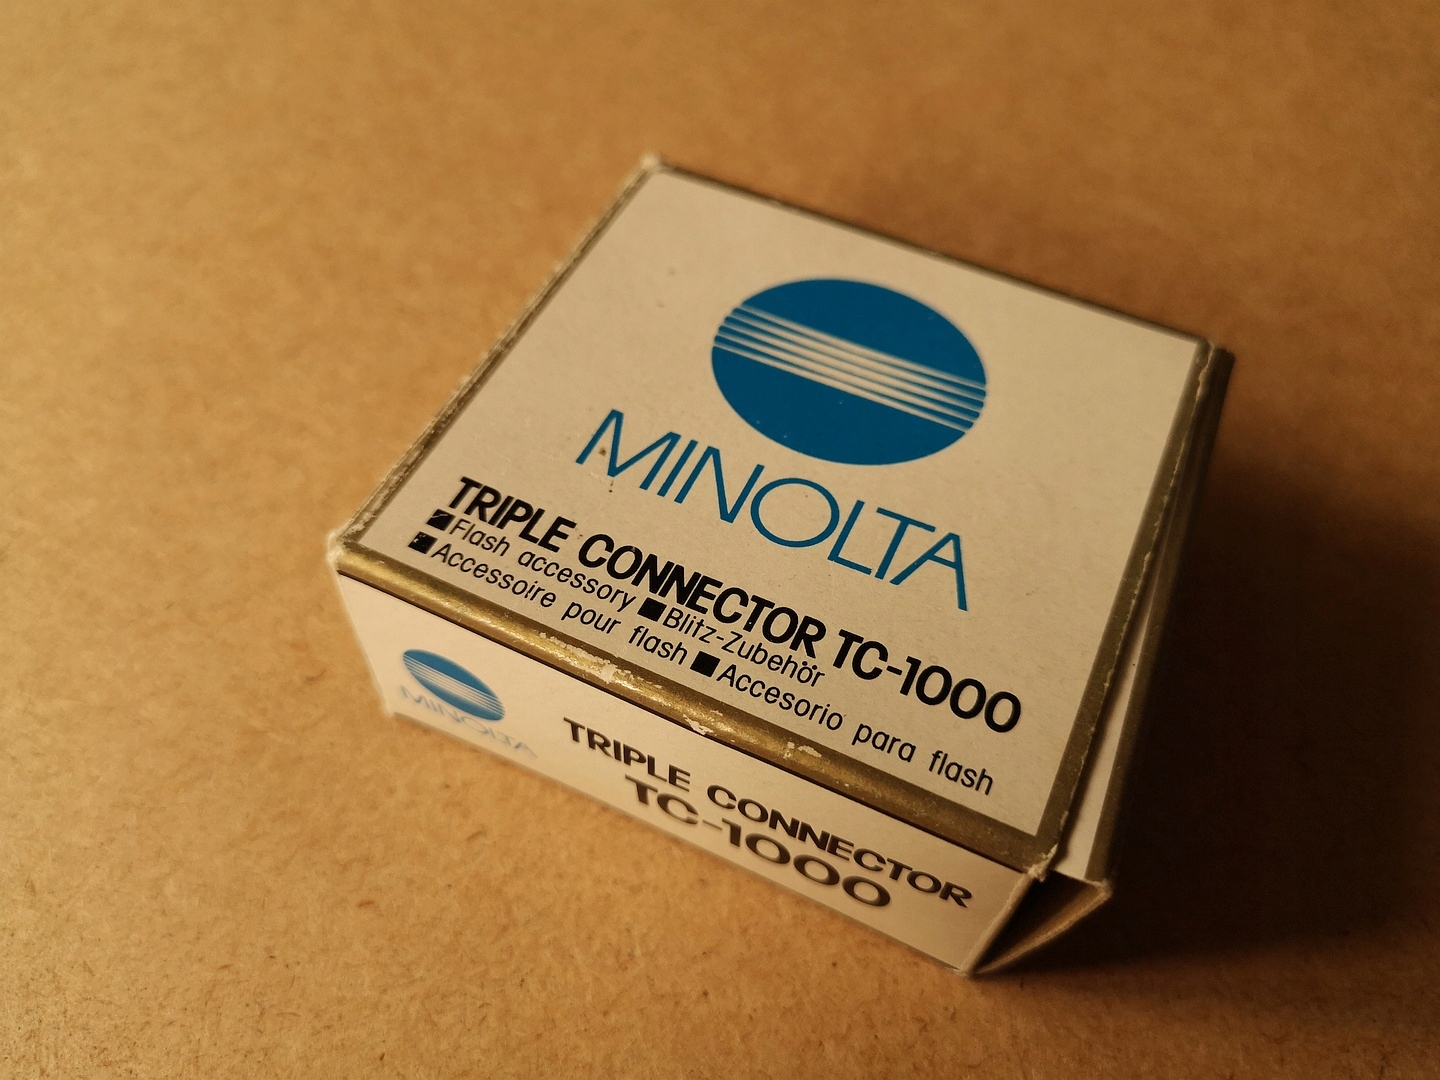 MINOLTA
TRIPLE CONNECTOR TC-1000
■Flash accessory ■Blitz-Zubehör
■Accessoire pour flash ■Accesorio para flash
MINOLTA
TRIPLE CONNECTOR
TC-1000